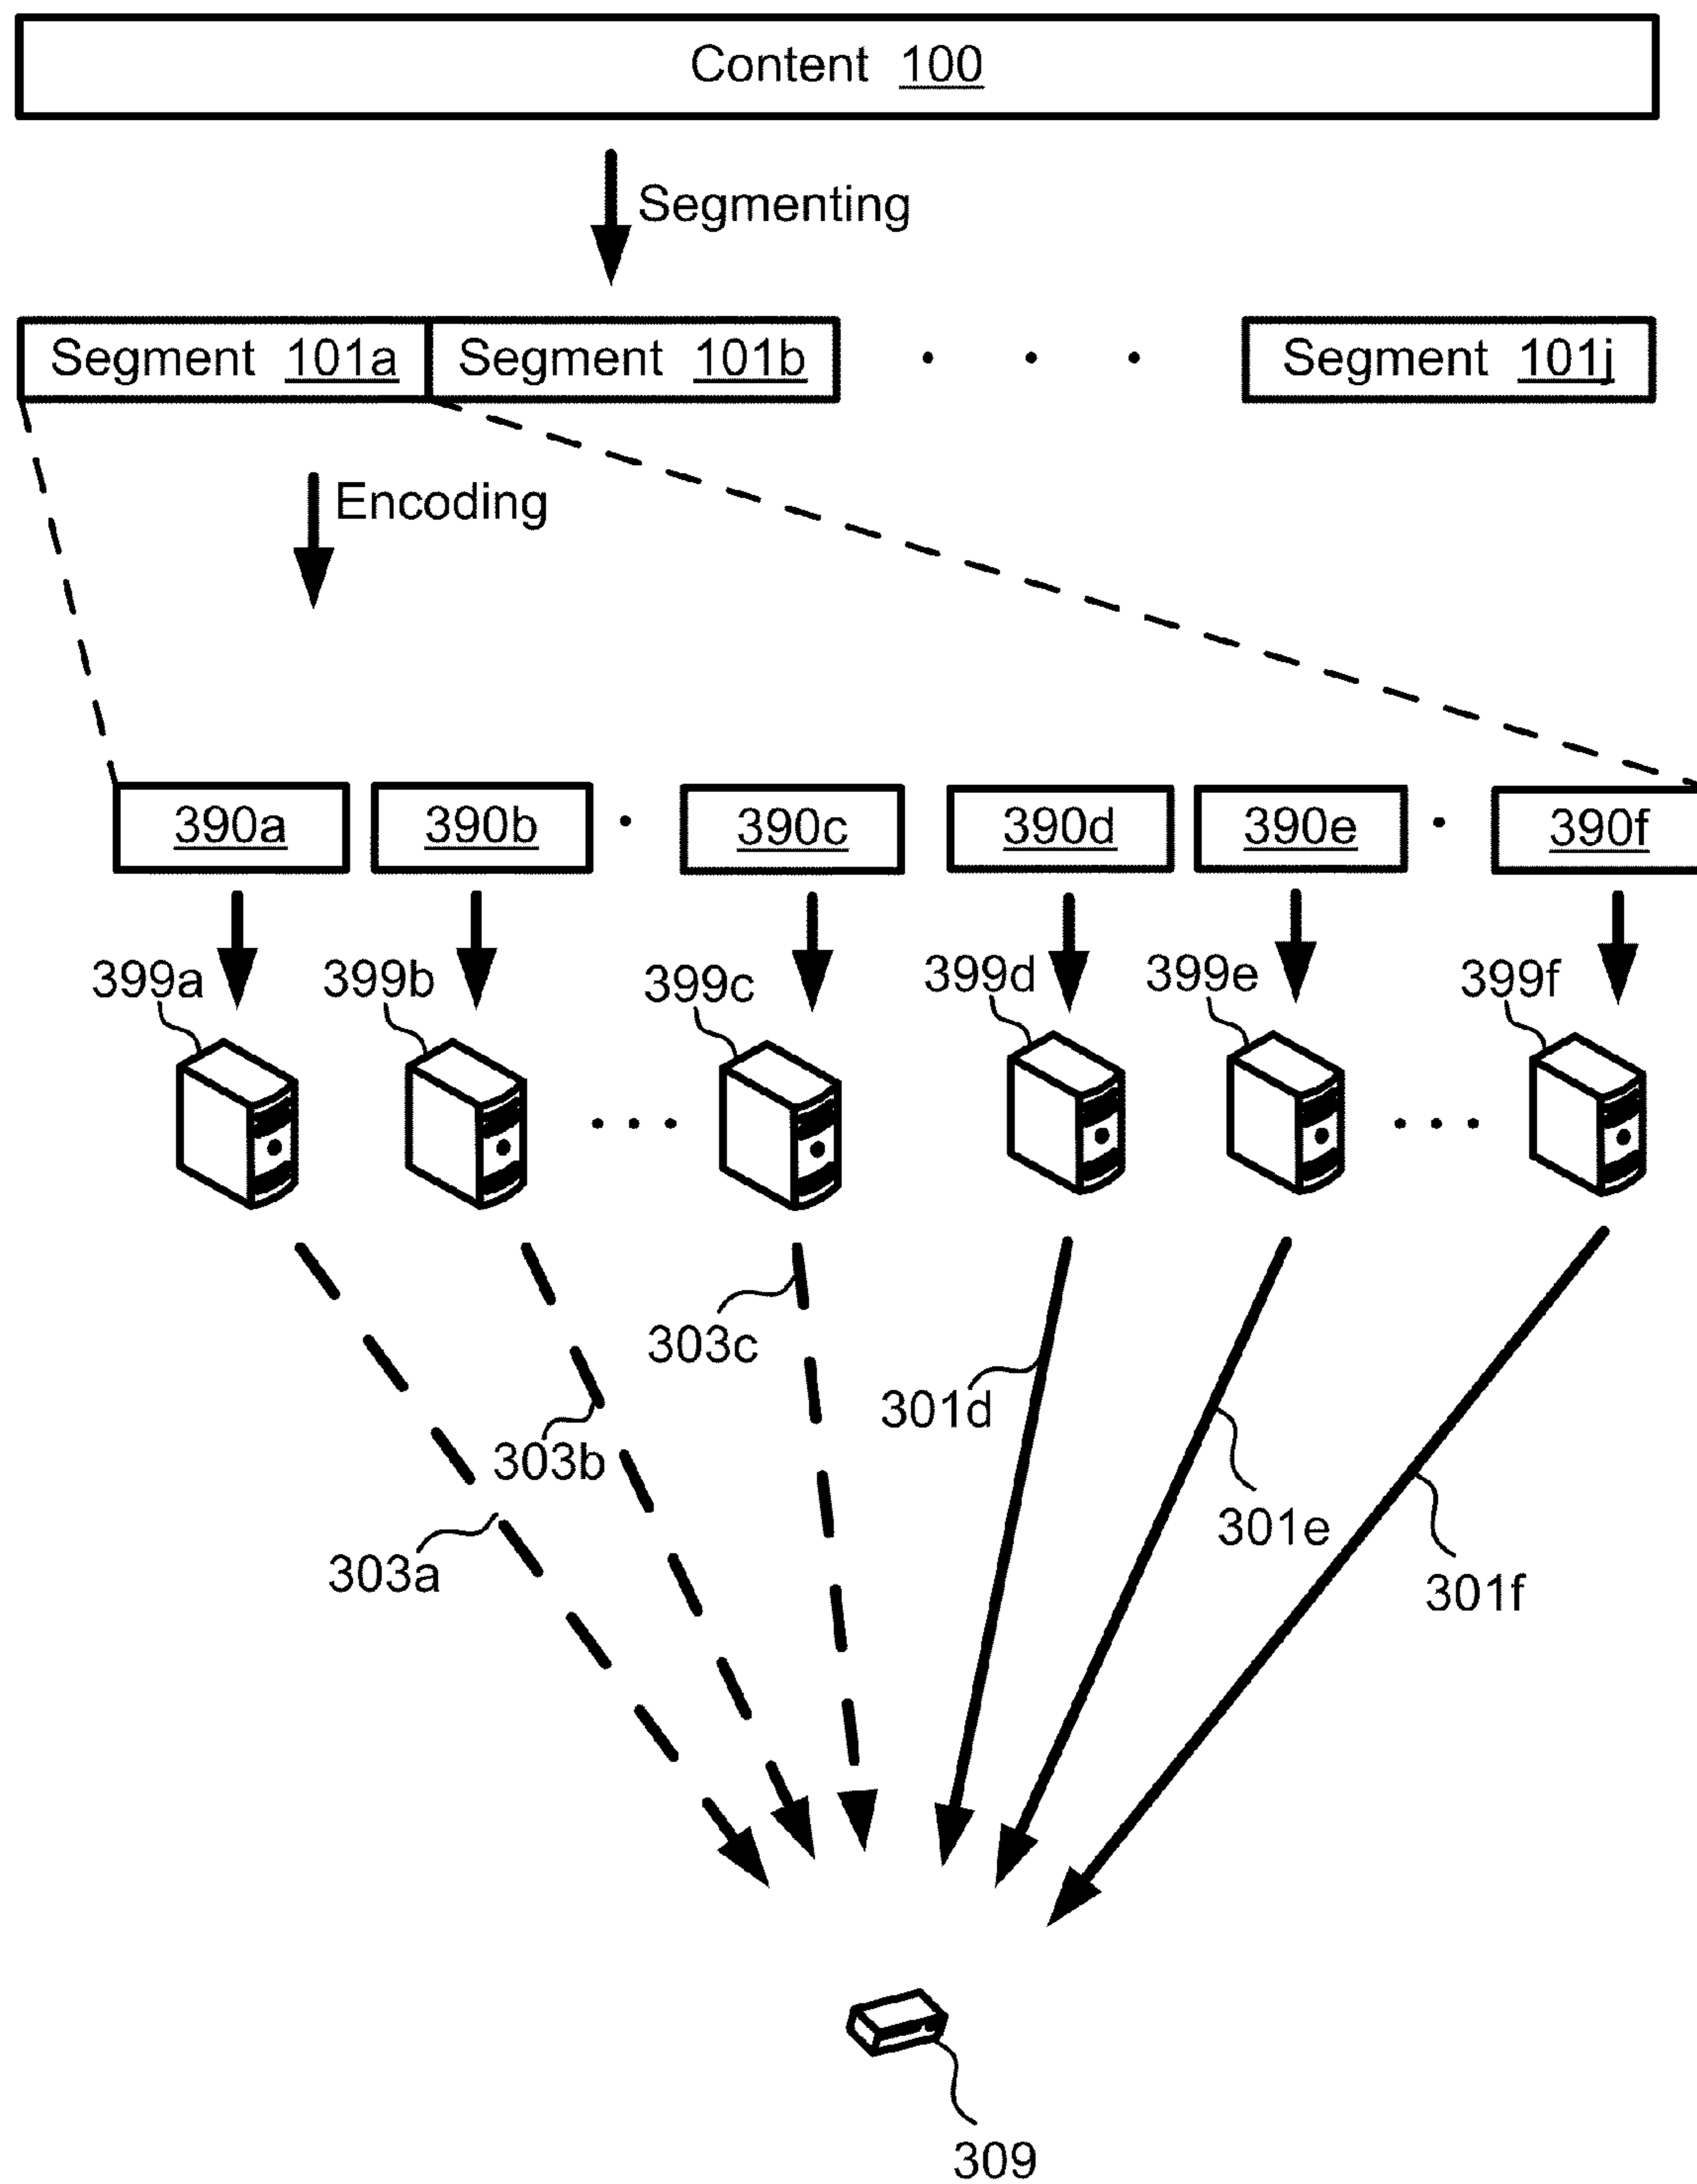 Content 100
Segmenting
Segment 101a Segment 101b Segment 101j
Encoding
390a 390b 390c 390d 390e 390f
399a 399b 399c 399d 399e 399f
303c
301d
303b
301e
303a
301f
309